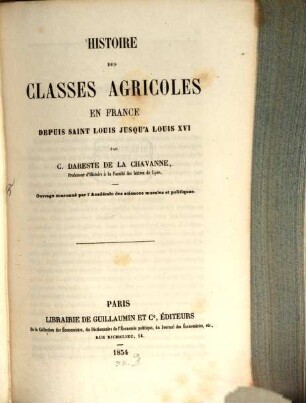 HISTOIRE
DES
CLASSES AGRICOLES
EN FRANCE
DEPUIS SAINT LOUIS JUSQU'A LOUIS XVI
PAR
C. DARESTE DE LA CHAVANNE,
Professeur d'Histoire à la Faculté des lettres de Lyon.
Ouvrage couronné par l'Académie des sciences morales et politiques.
PARIS
LIBRAIRIE DE GUILLAUMIN ET Cie, ÉDITEURS
De la Collection des Économistes, du Dictionnaire de l'Économie politique, du Journal des Économistes, etc.,
RUE RICHELIEU, 14.
1854